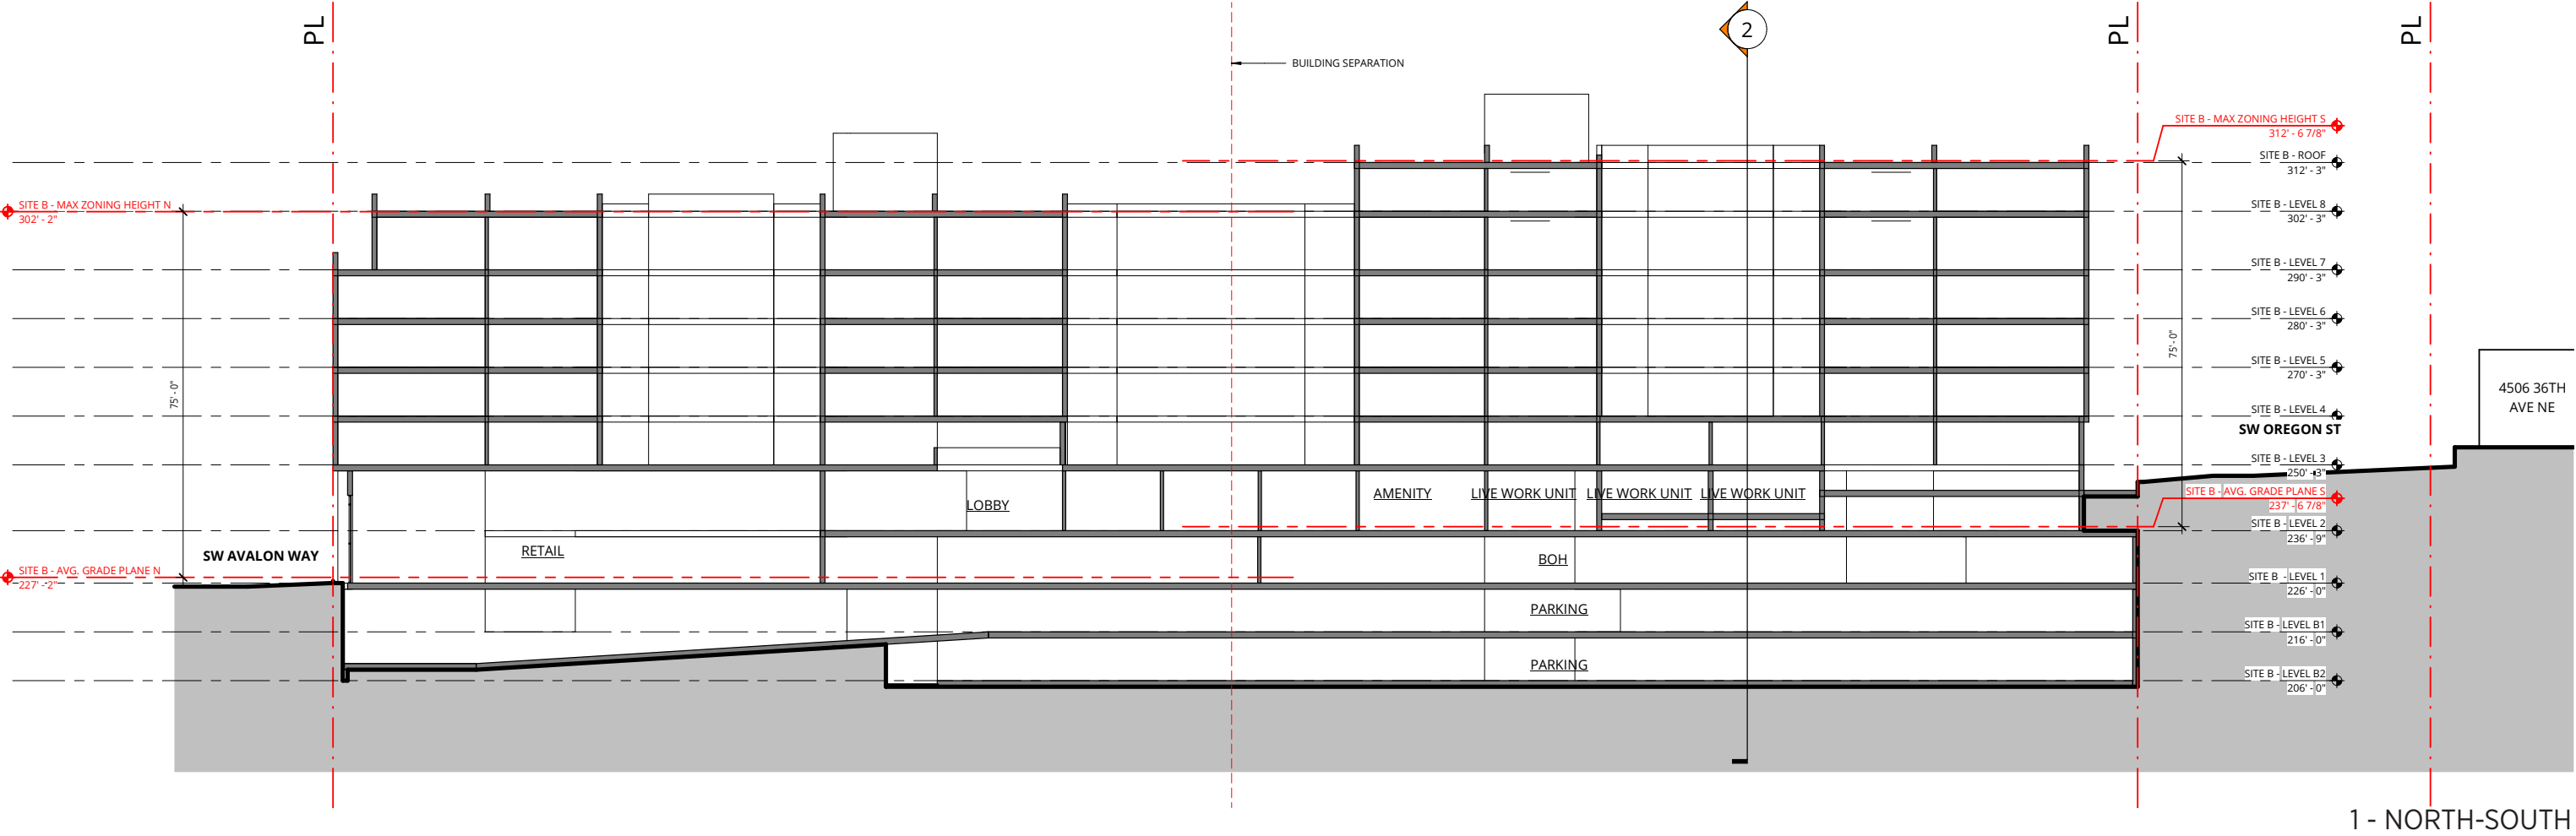 PL
PL
PL
2
BUILDING SEPARATION
SITE B - MAX ZONING HEIGHT S
312' - 6 7/8"
SITE B - ROOF
312' - 3"
SITE B - MAX ZONING HEIGHT N
302' - 2"
SITE B - LEVEL 8
302' - 3"
SITE B - LEVEL 7
290' - 3"
SITE B - LEVEL 6
280' - 3"
75' - 0"
75' - 0"
SITE B - LEVEL 5
270' - 3"
4506 36TH
AVE NE
SITE B - LEVEL 4
260' - 3"
SW OREGON ST
SITE B - LEVEL 3
250' - 3"
AMENITY
LIVE WORK UNIT
LIVE WORK UNIT
LIVE WORK UNIT
SITE B - AVG. GRADE PLANE S
237' - 6 7/8"
LOBBY
SITE B - LEVEL 2
236' - 9"
RETAIL
SW AVALON WAY
BOH
SITE B - AVG. GRADE PLANE N
227' - 2"
SITE B - LEVEL 1
226' - 0"
PARKING
SITE B - LEVEL B1
216' - 0"
PARKING
SITE B - LEVEL B2
206' - 0"
1 - NORTH-SOUTH